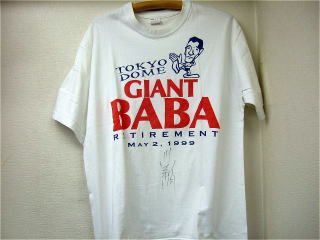 TOKYO
DOME
GIANT
BABA
RETIREMENT
MAY 2, 1999